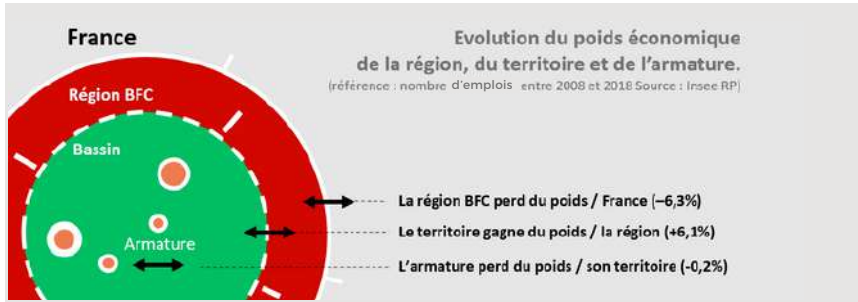 France
Evolution du poids économique
de la région, du territoire et de l'armature.
(référence : nombre d'emplois entre 2008 et 2018 Source : Insee RP)
Région BFC
Bassin
Armature
La région BFC perd du poids / France (–6,3%)
Le territoire gagne du poids / la région (+6,1%)
L'armature perd du poids / son territoire (-0,2%)